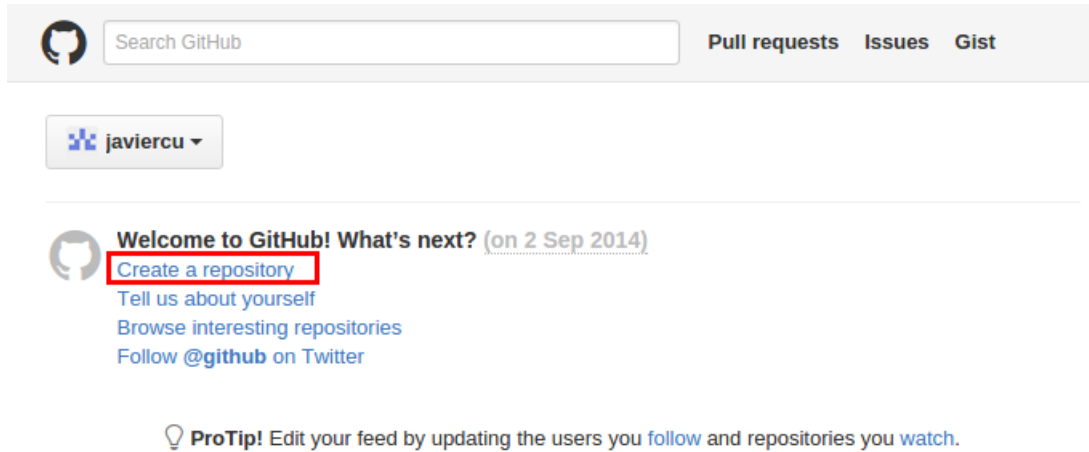 Search GitHub
Pull requests Issues Gist
javiercu
Welcome to GitHub! What's next? (on 2 Sep 2014)
Create a repository
Tell us about yourself
Browse interesting repositories
Follow @github on Twitter
ProTip! Edit your feed by updating the users you follow and repositories you watch.